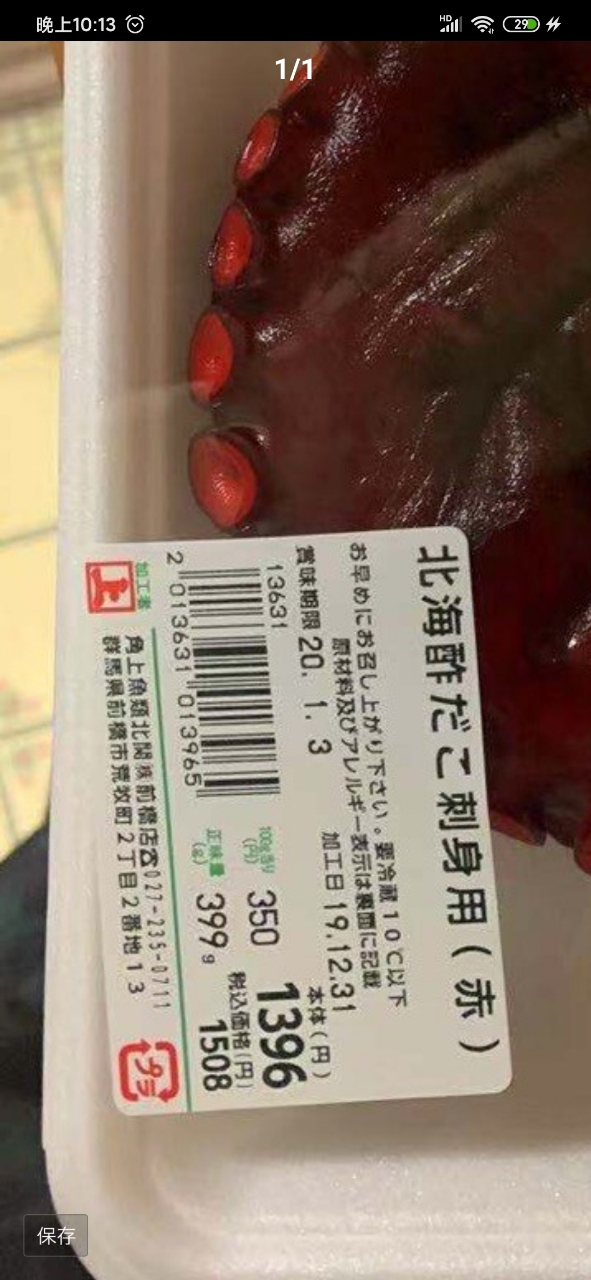 晚上10:13
HD
29
1/1
北海酢だこ刺身用(赤)
お早めにお召し上がり下さい。要冷蔵10℃以下
原材料及びアレルギー表示は裏面に記載
賞味期限 20. 1. 3
加工日 19.12.31
13631
2 013631 013965
100g当り(円) 350
本体(円) 1396
正味量(g) 399g
税込価格(円) 1508
加工者
上
角上魚類北関㈱前橋店☎027-235-0711
群馬県前橋市荒牧町2丁目2番地13
プラ
保存